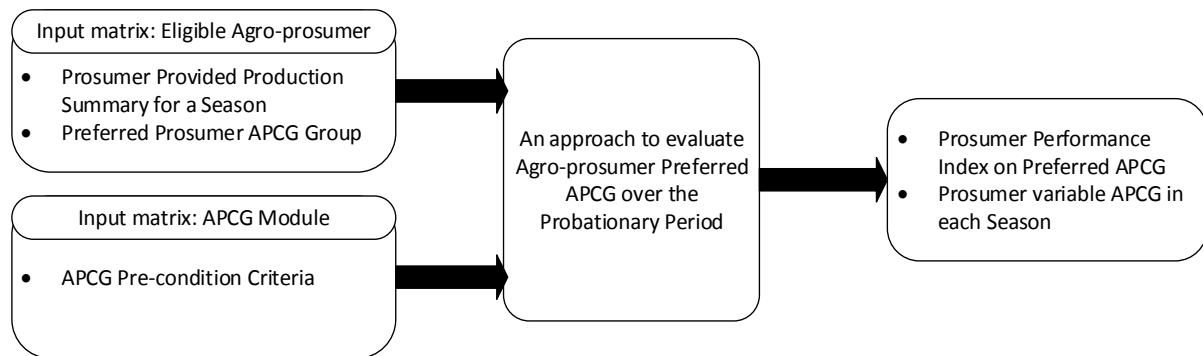 Input matrix: Eligible Agro-prosumer
• Prosumer Provided Production
Summary for a Season
• Preferred Prosumer APCG Group
Input matrix: APCG Module
• APCG Pre-condition Criteria
An approach to evaluate
Agro-prosumer Preferred
APCG over the
Probationary Period
• Prosumer Performance
Index on Preferred APCG
• Prosumer variable APCG in
each Season